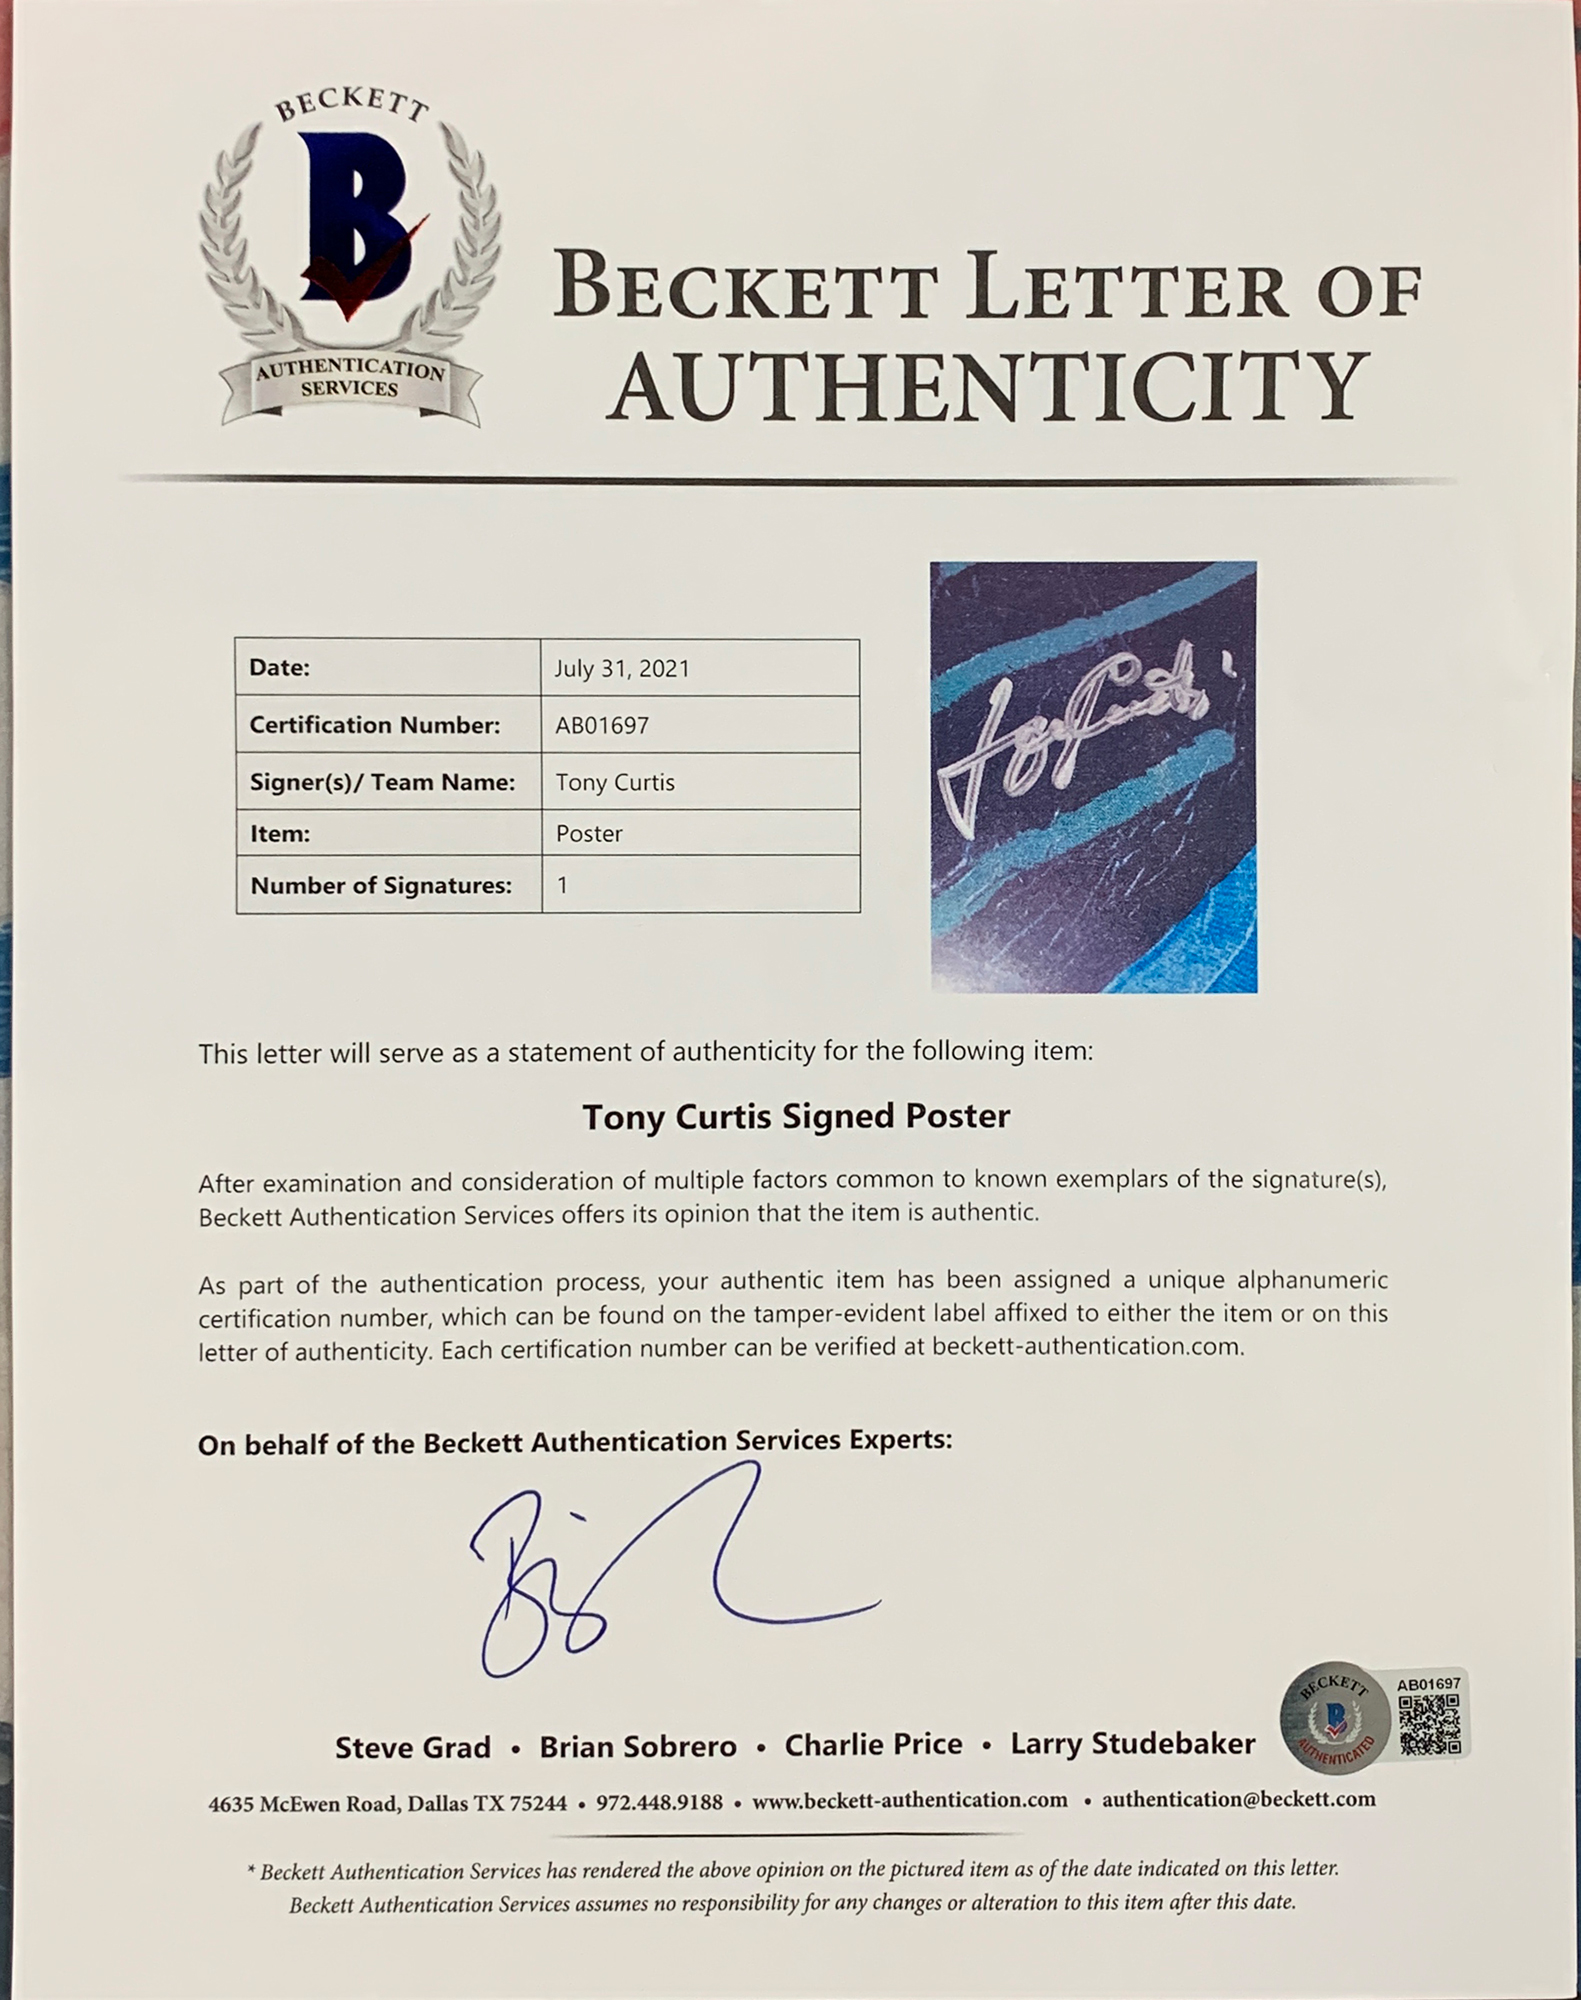 BECKETT
B
AUTHENTICATION
SERVICES
BECKETT LETTER OF
AUTHENTICITY
Date: July 31, 2021
Certification Number: AB01697
Signer(s)/ Team Name: Tony Curtis
Item: Poster
Number of Signatures: 1
Tony Curtis
This letter will serve as a statement of authenticity for the following item:
Tony Curtis Signed Poster
After examination and consideration of multiple factors common to known exemplars of the signature(s),
Beckett Authentication Services offers its opinion that the item is authentic.
As part of the authentication process, your authentic item has been assigned a unique alphanumeric
certification number, which can be found on the tamper-evident label affixed to either the item or on this
letter of authenticity. Each certification number can be verified at beckett-authentication.com.
On behalf of the Beckett Authentication Services Experts:
BECKETT
B
AUTHENTICATED
AB01697
Steve Grad • Brian Sobrero • Charlie Price • Larry Studebaker
4635 McEwen Road, Dallas TX 75244 • 972.448.9188 • www.beckett-authentication.com • authentication@beckett.com
* Beckett Authentication Services has rendered the above opinion on the pictured item as of the date indicated on this letter.
Beckett Authentication Services assumes no responsibility for any changes or alteration to this item after this date.